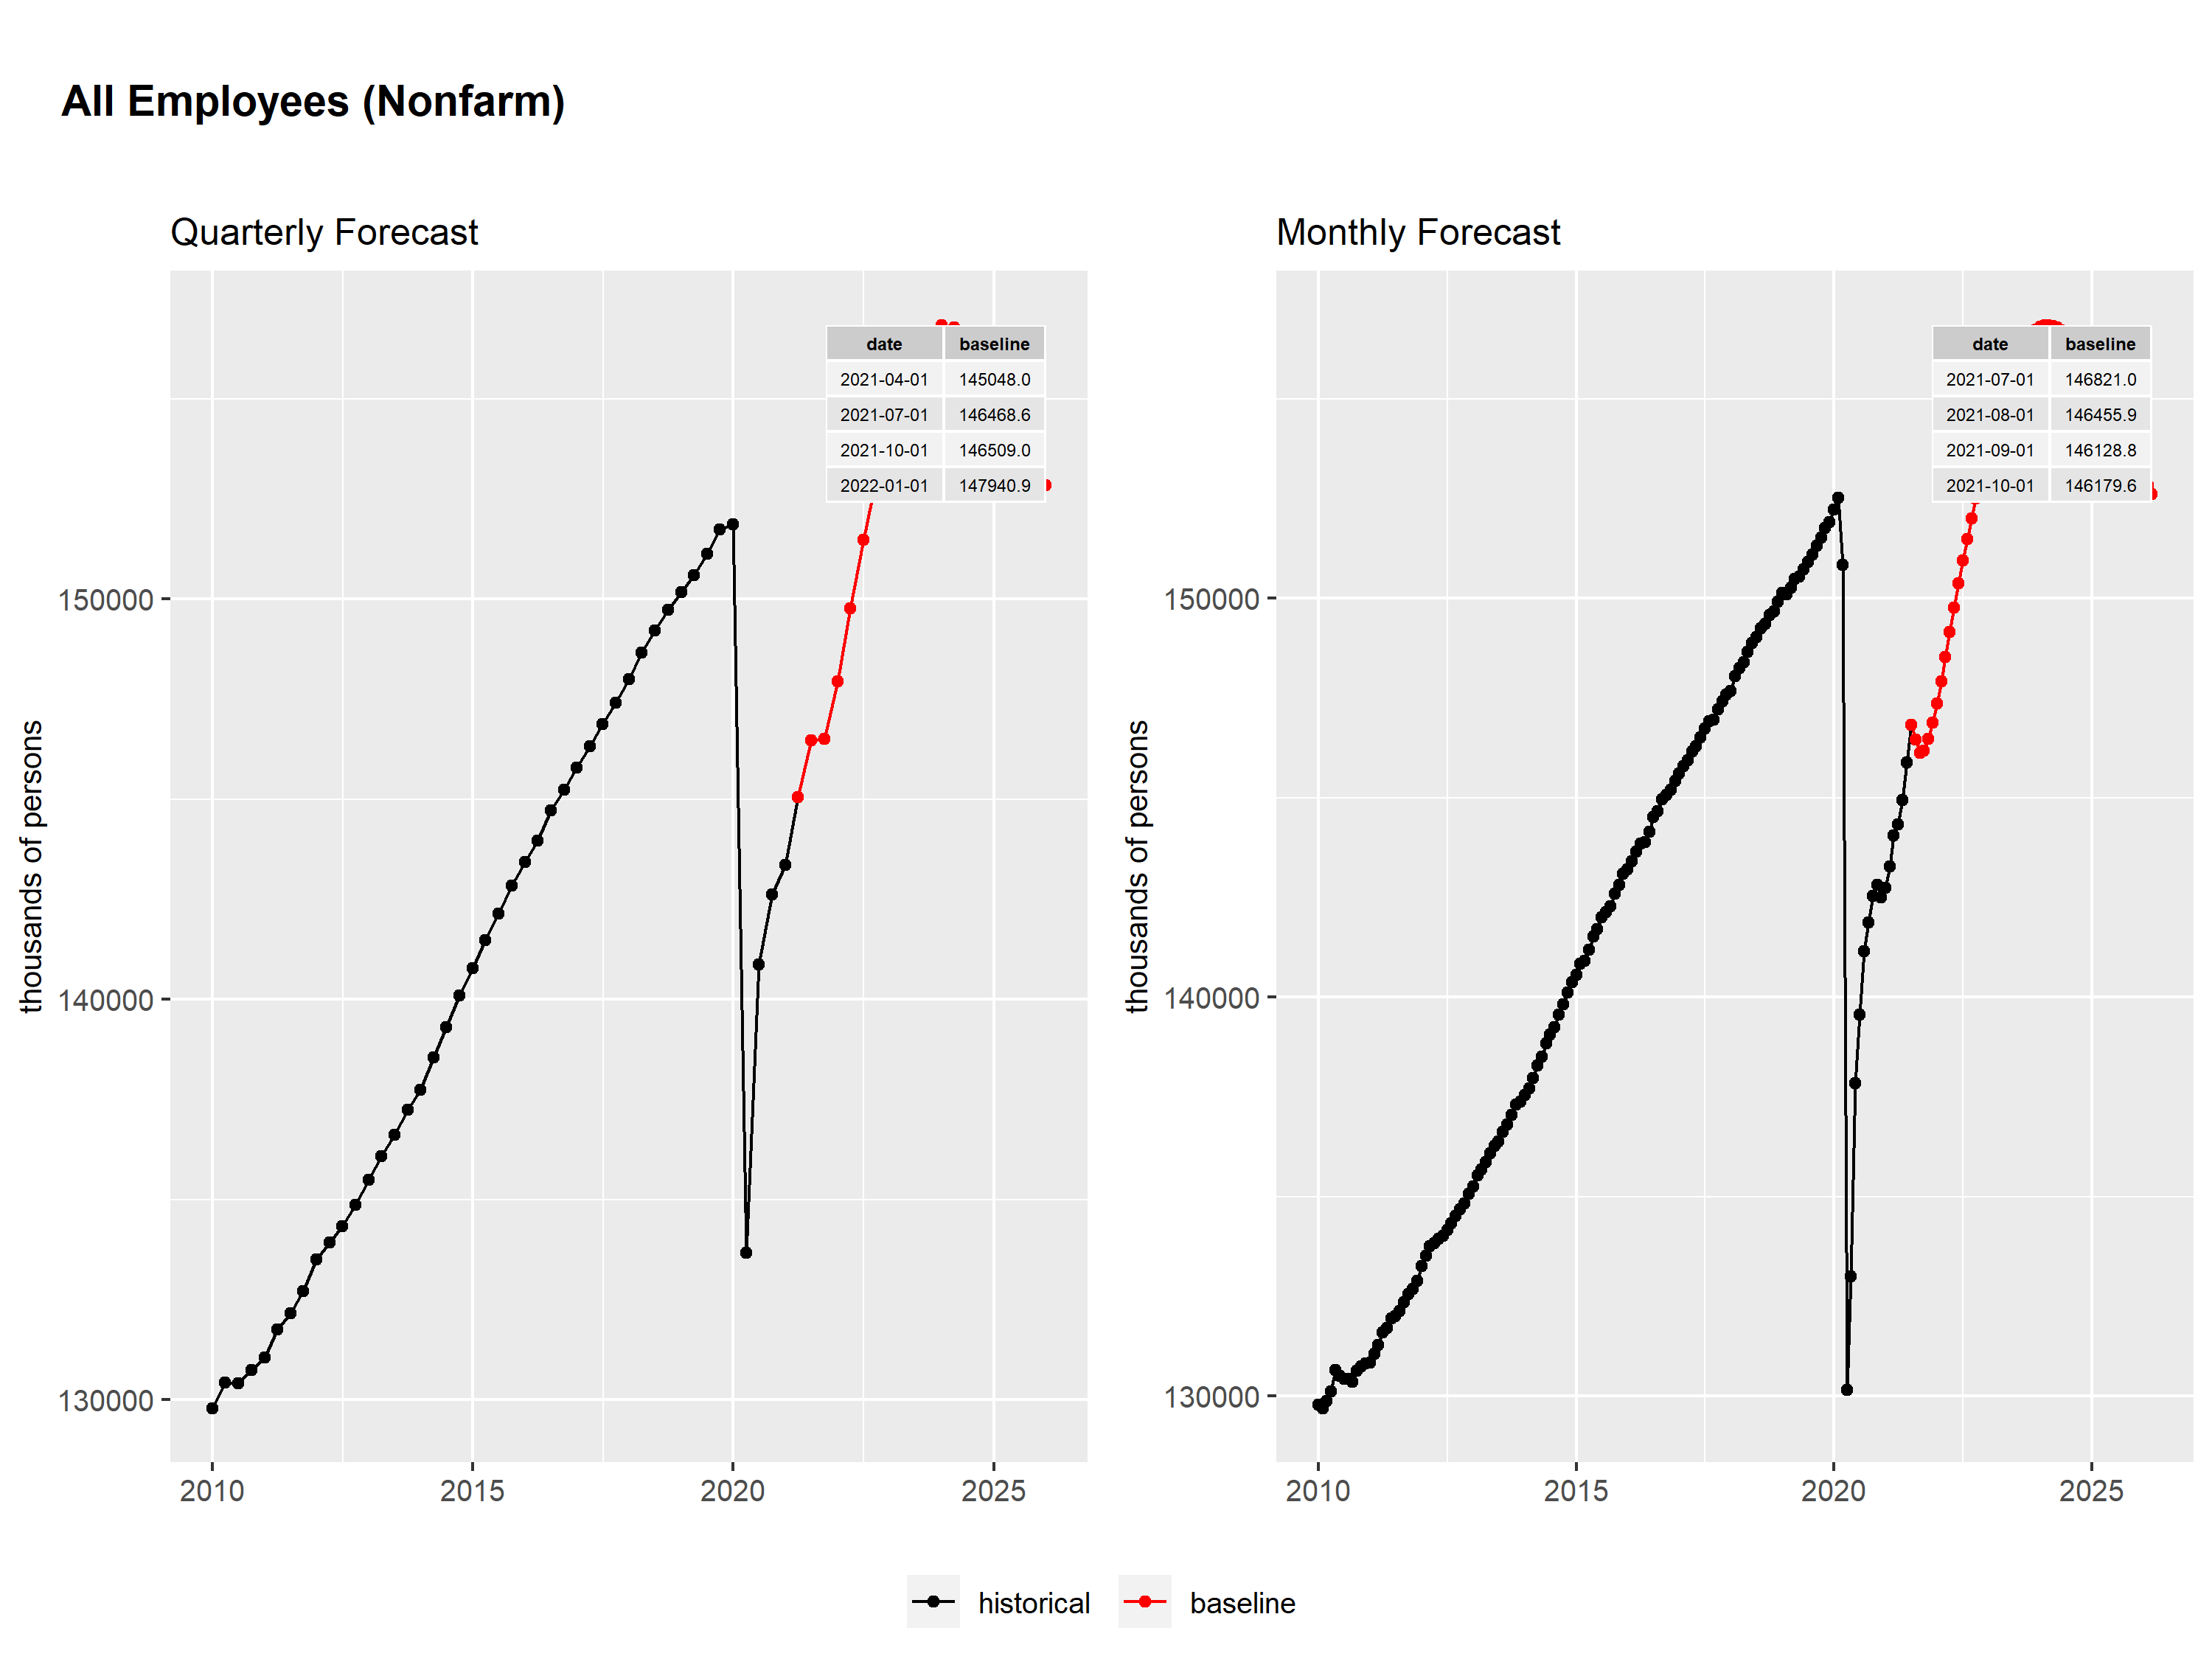 All Employees (Nonfarm)
Quarterly Forecast
thousands of persons
150000
140000
130000
2010 2015 2020 2025
date baseline
2021-04-01 145048.0
2021-07-01 146468.6
2021-10-01 146509.0
2022-01-01 147940.9
Monthly Forecast
thousands of persons
150000
140000
130000
2010 2015 2020 2025
date baseline
2021-07-01 146821.0
2021-08-01 146455.9
2021-09-01 146128.8
2021-10-01 146179.6
historical baseline